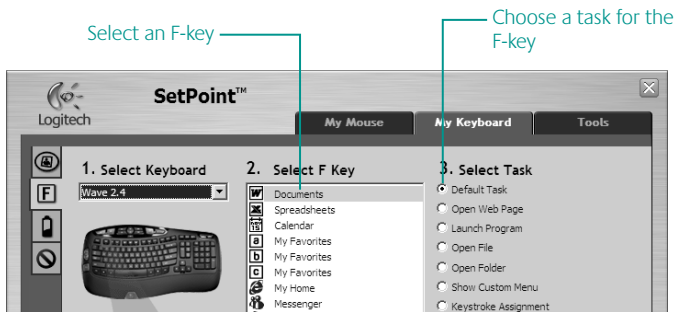 Select an F-key
Choose a task for the
F-key
Logitech
SetPoint™
My Mouse
My Keyboard
Tools
1. Select Keyboard
2. Select F Key
3. Select Task
Wave 2.4
Documents
Spreadsheets
Calendar
My Favorites
My Favorites
My Favorites
My Home
Messenger
Default Task
Open Web Page
Launch Program
Open File
Open Folder
Show Custom Menu
Keystroke Assignment
F
W
X
15
a
b
c